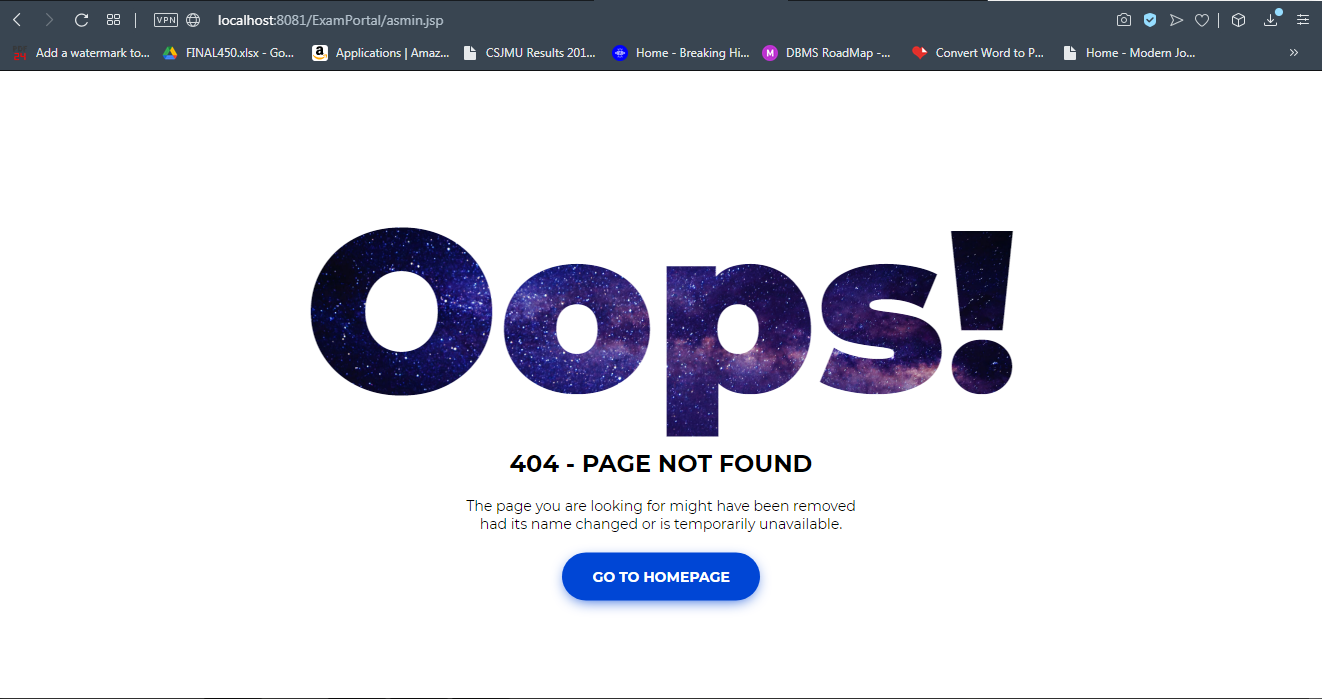 VPN
localhost:8081/ExamPortal/asmin.jsp
Add a watermark to... FINAL450.xlsx - Go... a Applications | Amaz... CSJMU Results 201... Home - Breaking Hi... M DBMS RoadMap -... Convert Word to P... Home - Modern Jo... »
Oops!
404 - PAGE NOT FOUND
The page you are looking for might have been removed
had its name changed or is temporarily unavailable.
GO TO HOMEPAGE